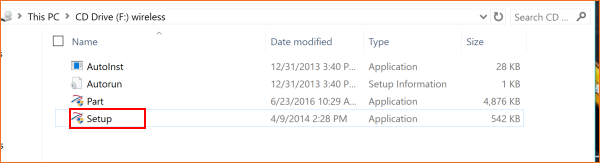 This PC > CD Drive (F:) wireless
Search CD ...
Name Date modified Type Size
AutoInst 12/31/2013 3:40 P... Application 28 KB
Autorun 12/31/2013 3:40 P... Setup Information 1 KB
Part 6/23/2016 10:29 A... Application 4,876 KB
Setup 4/9/2014 2:28 PM Application 542 KB